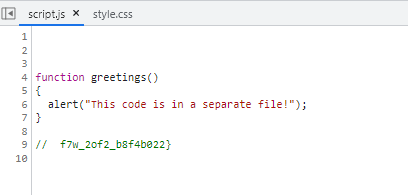 script.js × style.css
1
2
3
4 function greetings()
5 {
6   alert("This code is in a separate file!");
7 }
8
9 //  f7w_2of2_b8f4b022}
10